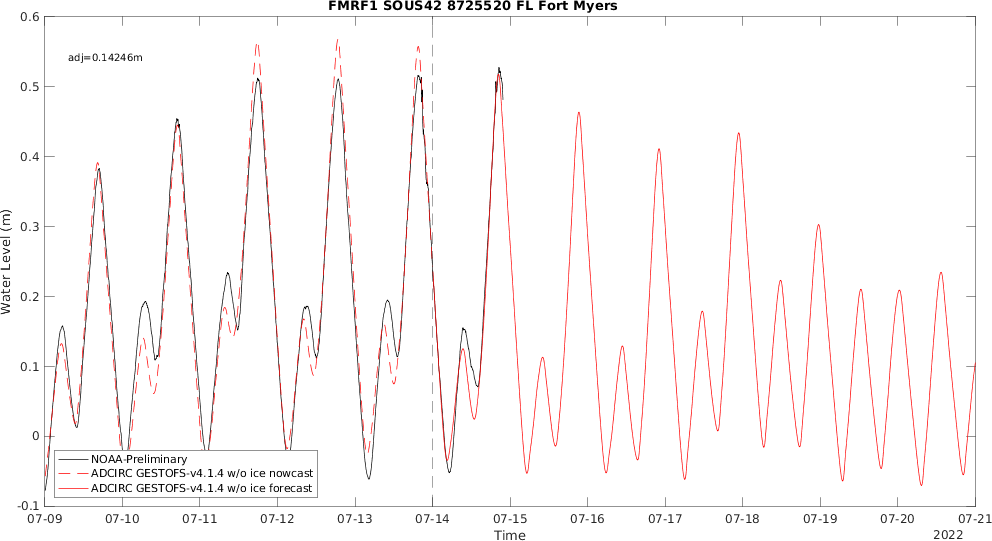 FMRF1 SOUS42 8725520 FL Fort Myers
0.6
adj=0.14246m
0.5
0.4
0.3
0.2
0.1
0
-0.1
Water Level (m)
NOAA-Preliminary
ADCIRC GESTOFS-v4.1.4 w/o ice nowcast
ADCIRC GESTOFS-v4.1.4 w/o ice forecast
07-09 07-10 07-11 07-12 07-13 07-14 07-15 07-16 07-17 07-18 07-19 07-20 07-21
Time
2022